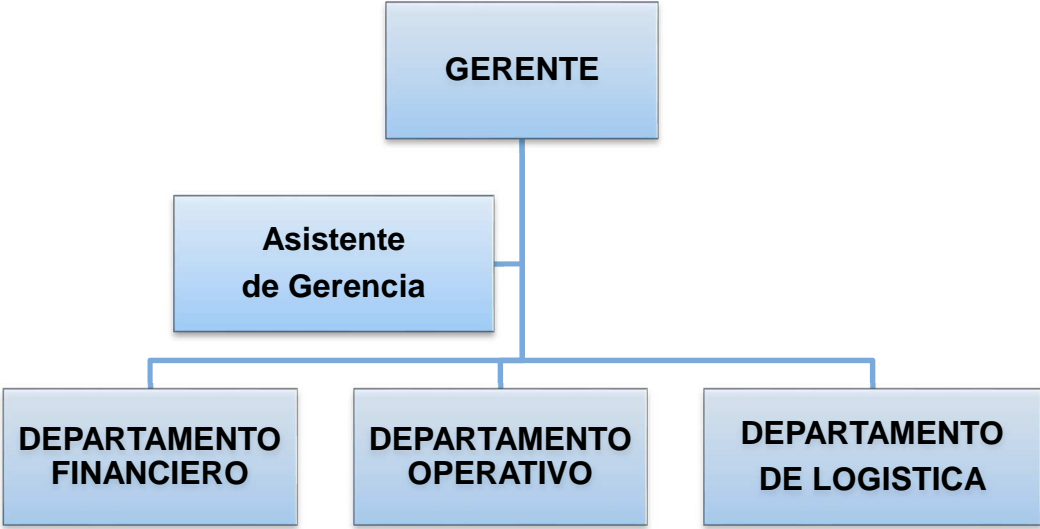 GERENTE
Asistente
de Gerencia
DEPARTAMENTO
FINANCIERO
DEPARTAMENTO
OPERATIVO
DEPARTAMENTO
DE LOGISTICA